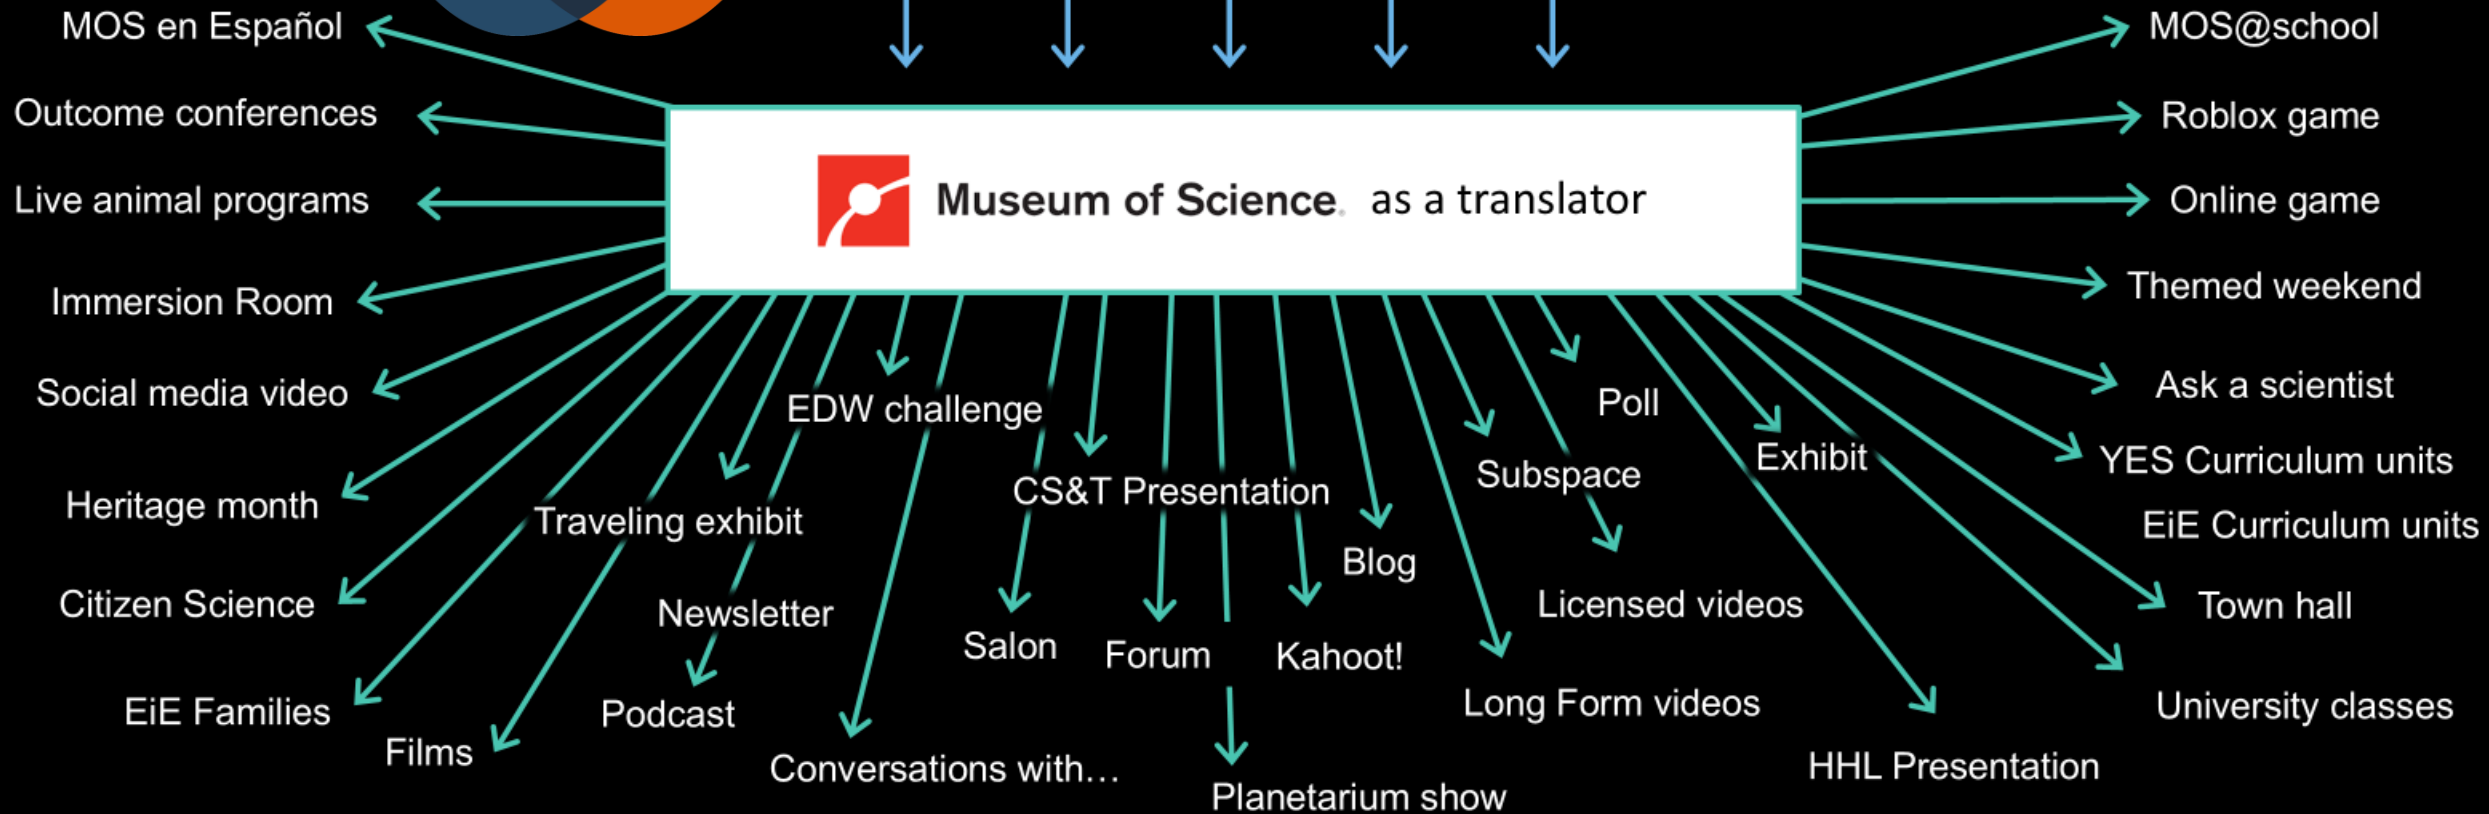 MOS en Español
MOS@school
Outcome conferences
Roblox game
Live animal programs
Museum of Science. as a translator
Online game
Immersion Room
Themed weekend
Social media video
EDW challenge
Poll
Ask a scientist
Heritage month
Traveling exhibit
CS&T Presentation
Subspace
Exhibit
YES Curriculum units
EiE Curriculum units
Citizen Science
Newsletter
Salon
Forum
Kahoot!
Blog
Licensed videos
Town hall
EiE Families
Films
Podcast
Conversations with…
Planetarium show
Long Form videos
HHL Presentation
University classes